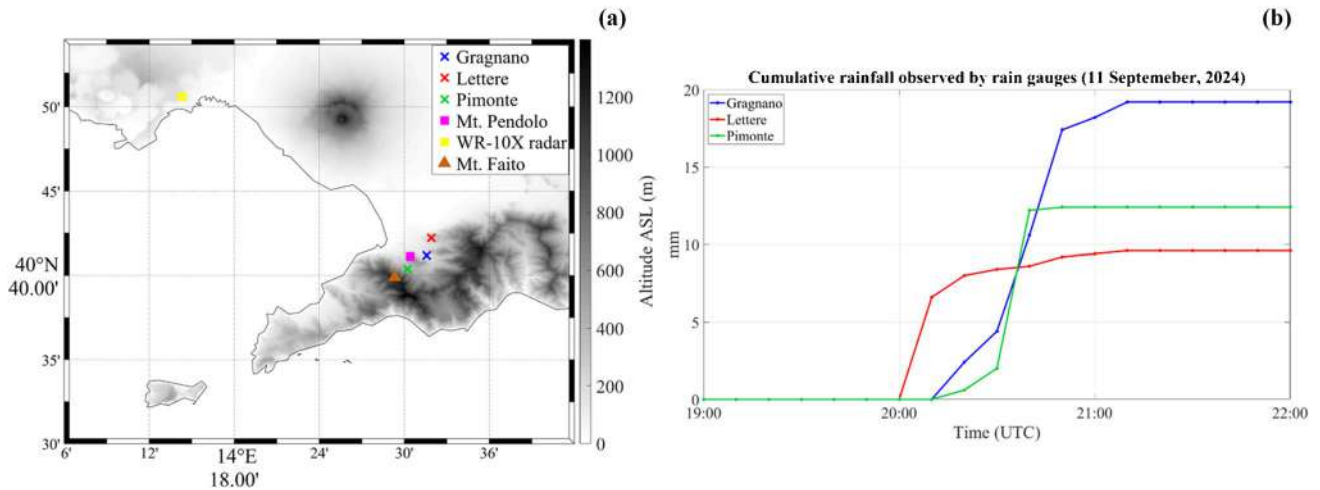 (a)
Gragnano
Lettere
Pimonte
Mt. Pendolo
WR-10X radar
Mt. Faito
50'
45'
40°N
40.00'
35'
30'
6'
12'
14°E
18.00'
24'
30'
36'
1200
1000
800
600
400
200
0
Altitude ASL (m)
(b)
Cumulative rainfall observed by rain gauges (11 Septemeber, 2024)
Gragnano
Lettere
Pimonte
20
15
10
5
0
mm
19:00
20:00
21:00
22:00
Time (UTC)